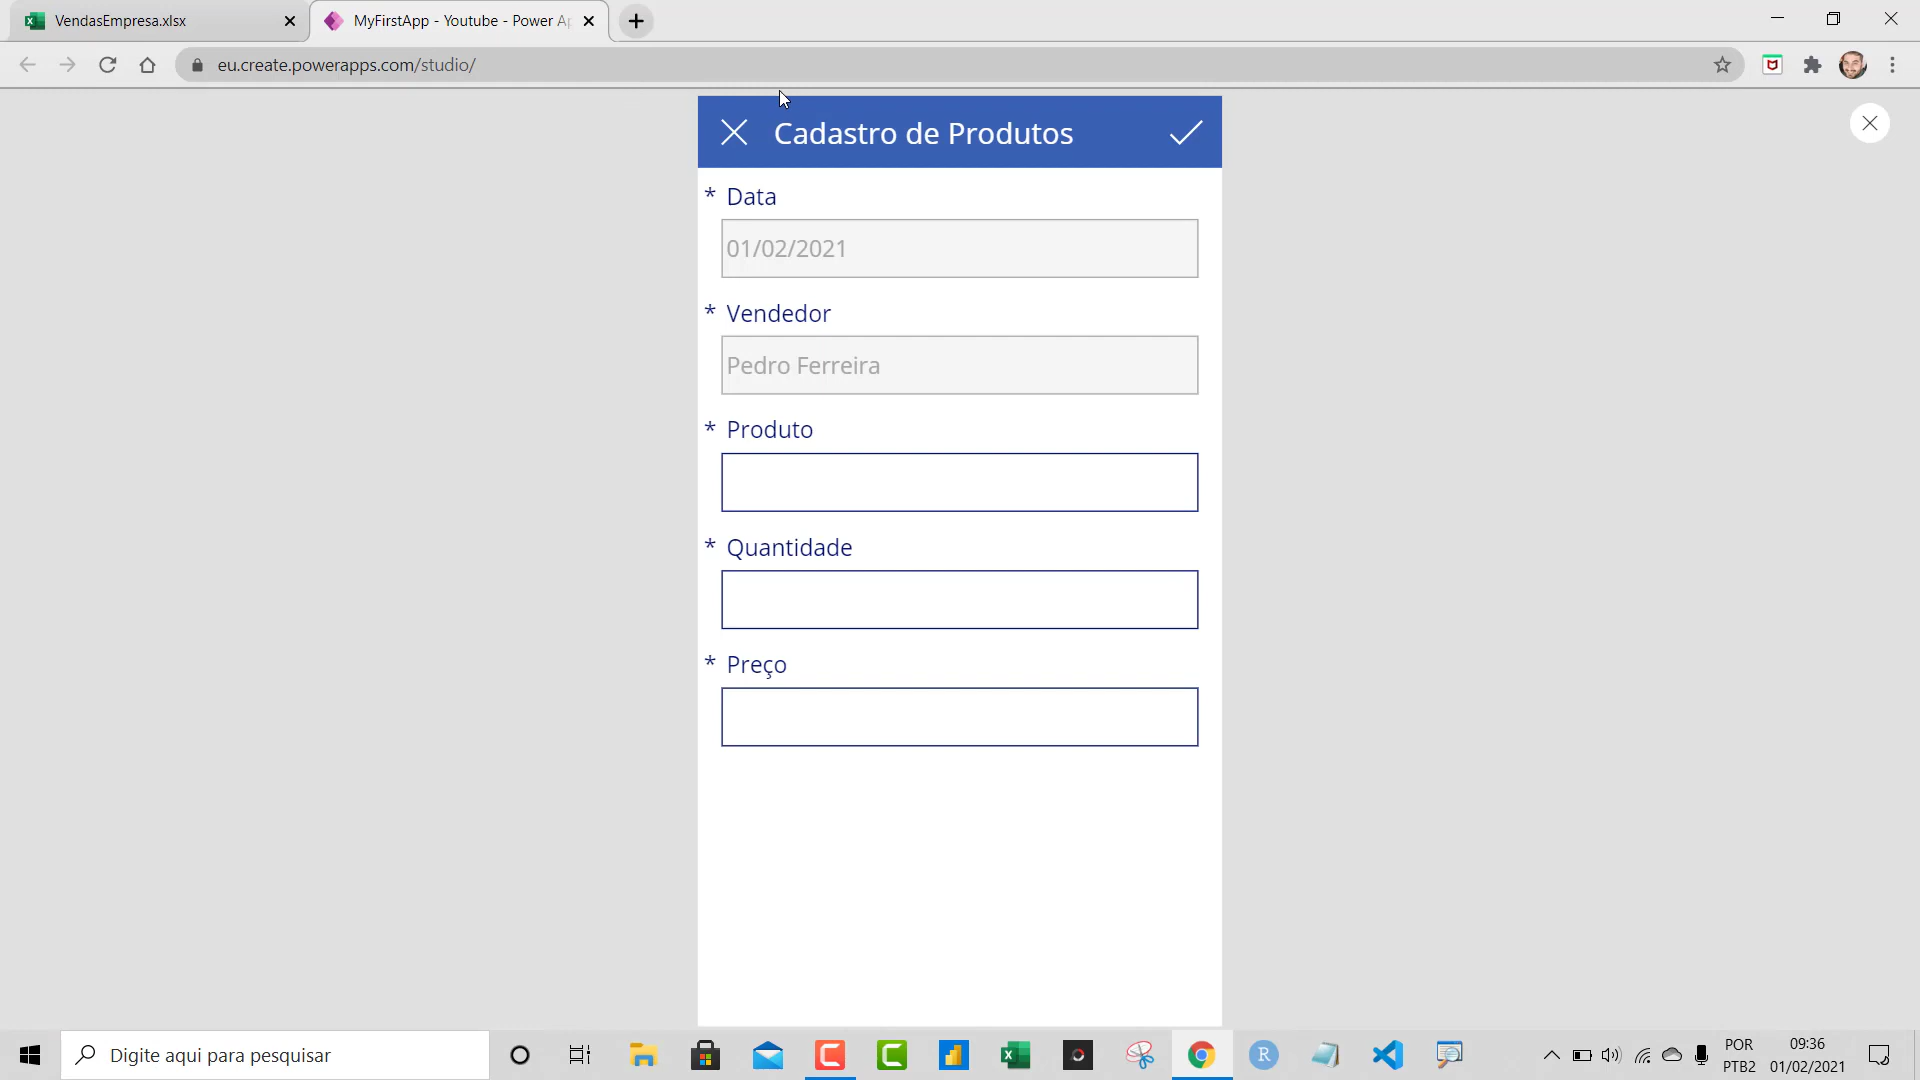 VendasEmpresa.xlsx
MyFirstApp - Youtube - Power Ap
eu.create.powerapps.com/studio/
Cadastro de Produtos
* Data
01/02/2021
* Vendedor
Pedro Ferreira
* Produto
* Quantidade
* Preço
Digite aqui para pesquisar
R
POR
PTB2
09:36
01/02/2021